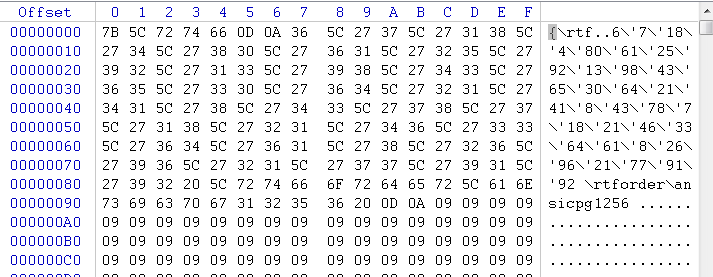 Offset 0 1 2 3 4 5 6 7 8 9 A B C D E F
00000000 7B 5C 72 74 66 0D 0A 36 5C 27 37 5C 27 31 38 5C {\rtf..6\'7\'18\
00000010 27 34 5C 27 38 30 5C 27 36 31 5C 27 32 35 5C 27 '4\'80\'61\'25\'
00000020 39 32 5C 27 31 33 5C 27 39 38 5C 27 34 33 5C 27 92\'13\'98\'43\'
00000030 36 35 5C 27 33 30 5C 27 36 34 5C 27 32 31 5C 27 65\'30\'64\'21\'
00000040 34 31 5C 27 38 5C 27 34 33 5C 27 37 38 5C 27 37 41\'8\'43\'78\'7
00000050 5C 27 31 38 5C 27 32 31 5C 27 34 36 5C 27 33 33 \'18\'21\'46\'33
00000060 5C 27 36 34 5C 27 36 31 5C 27 38 5C 27 32 36 5C \'64\'61\'8\'26\
00000070 27 39 36 5C 27 32 31 5C 27 37 37 5C 27 39 31 5C '96\'21\'77\'91\
00000080 27 39 32 20 5C 72 74 66 6F 72 64 65 72 5C 61 6E '92 \rtforder\an
00000090 73 69 63 70 67 31 32 35 36 20 0D 0A 09 09 09 09 sicpg1256 ......
000000A0 09 09 09 09 09 09 09 09 09 09 09 09 09 09 09 09 ................
000000B0 09 09 09 09 09 09 09 09 09 09 09 09 09 09 09 09 ................
000000C0 09 09 09 09 09 09 09 09 09 09 09 09 09 09 09 09 ................